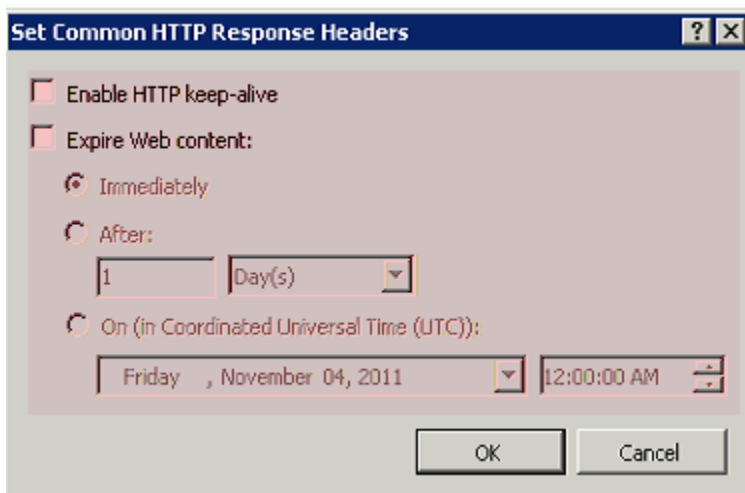 Set Common HTTP Response Headers
Enable HTTP keep-alive
Expire Web content:
Immediately
After:
1 Day(s)
On (in Coordinated Universal Time (UTC)):
Friday , November 04, 2011 12:00:00 AM
OK Cancel